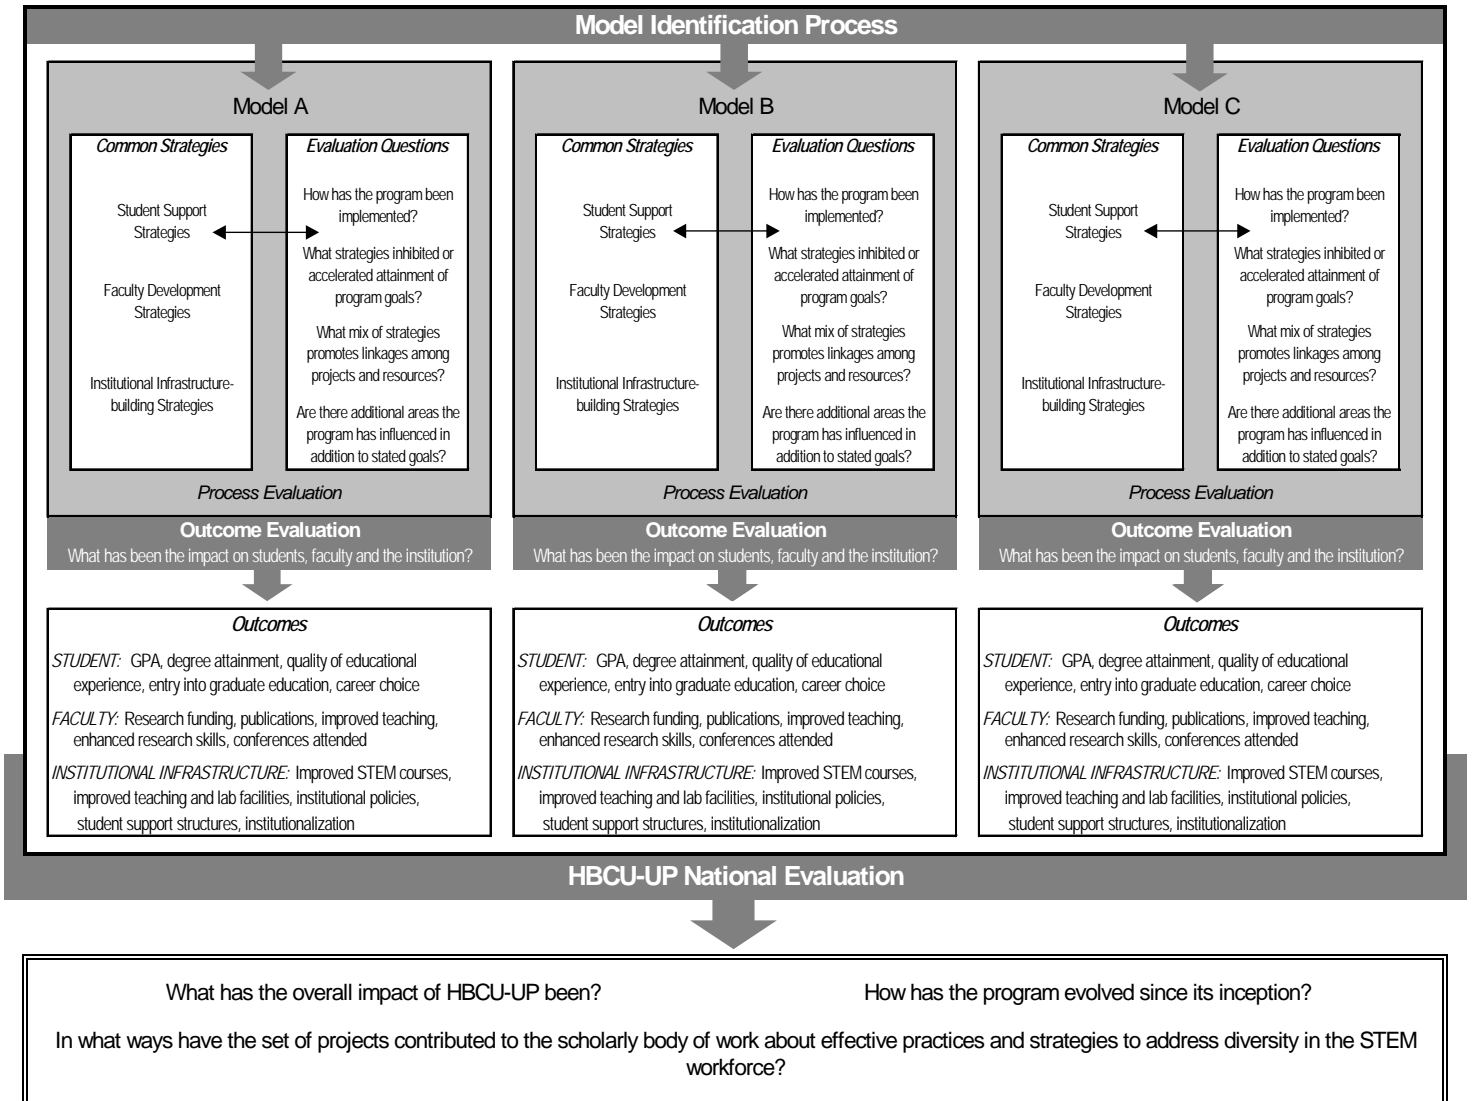 Model Identification Process
Model A
Common Strategies
Student Support
Strategies
Faculty Development
Strategies
Institutional Infrastructure-
building Strategies
Evaluation Questions
How has the program been
implemented?
What strategies inhibited or
accelerated attainment of
program goals?
What mix of strategies
promotes linkages among
projects and resources?
Are there additional areas the
program has influenced in
addition to stated goals?
Process Evaluation
Outcome Evaluation
What has been the impact on students, faculty and the institution?
Outcomes
STUDENT: GPA, degree attainment, quality of educational
experience, entry into graduate education, career choice
FACULTY: Research funding, publications, improved teaching,
enhanced research skills, conferences attended
INSTITUTIONAL INFRASTRUCTURE: Improved STEM courses,
improved teaching and lab facilities, institutional policies,
student support structures, institutionalization
Model B
Common Strategies
Student Support
Strategies
Faculty Development
Strategies
Institutional Infrastructure-
building Strategies
Evaluation Questions
How has the program been
implemented?
What strategies inhibited or
accelerated attainment of
program goals?
What mix of strategies
promotes linkages among
projects and resources?
Are there additional areas the
program has influenced in
addition to stated goals?
Process Evaluation
Outcome Evaluation
What has been the impact on students, faculty and the institution?
Outcomes
STUDENT: GPA, degree attainment, quality of educational
experience, entry into graduate education, career choice
FACULTY: Research funding, publications, improved teaching,
enhanced research skills, conferences attended
INSTITUTIONAL INFRASTRUCTURE: Improved STEM courses,
improved teaching and lab facilities, institutional policies,
student support structures, institutionalization
Model C
Common Strategies
Student Support
Strategies
Faculty Development
Strategies
Institutional Infrastructure-
building Strategies
Evaluation Questions
How has the program been
implemented?
What strategies inhibited or
accelerated attainment of
program goals?
What mix of strategies
promotes linkages among
projects and resources?
Are there additional areas the
program has influenced in
addition to stated goals?
Process Evaluation
Outcome Evaluation
What has been the impact on students, faculty and the institution?
Outcomes
STUDENT: GPA, degree attainment, quality of educational
experience, entry into graduate education, career choice
FACULTY: Research funding, publications, improved teaching,
enhanced research skills, conferences attended
INSTITUTIONAL INFRASTRUCTURE: Improved STEM courses,
improved teaching and lab facilities, institutional policies,
student support structures, institutionalization
HBCU-UP National Evaluation
What has the overall impact of HBCU-UP been?
How has the program evolved since its inception?
In what ways have the set of projects contributed to the scholarly body of work about effective practices and strategies to address diversity in the STEM
workforce?